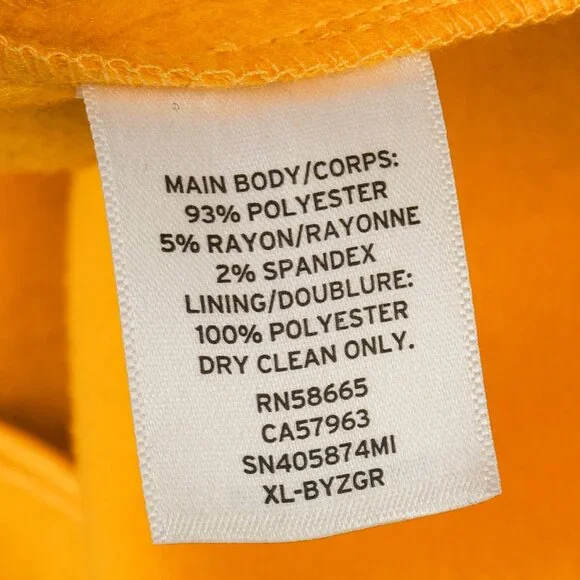 MAIN BODY/CORPS:
93% POLYESTER
5% RAYON/RAYONNE
2% SPANDEX
LINING/DOUBLURE:
100% POLYESTER
DRY CLEAN ONLY.
RN58665
CA57963
SN405874MI
XL-BYZGR